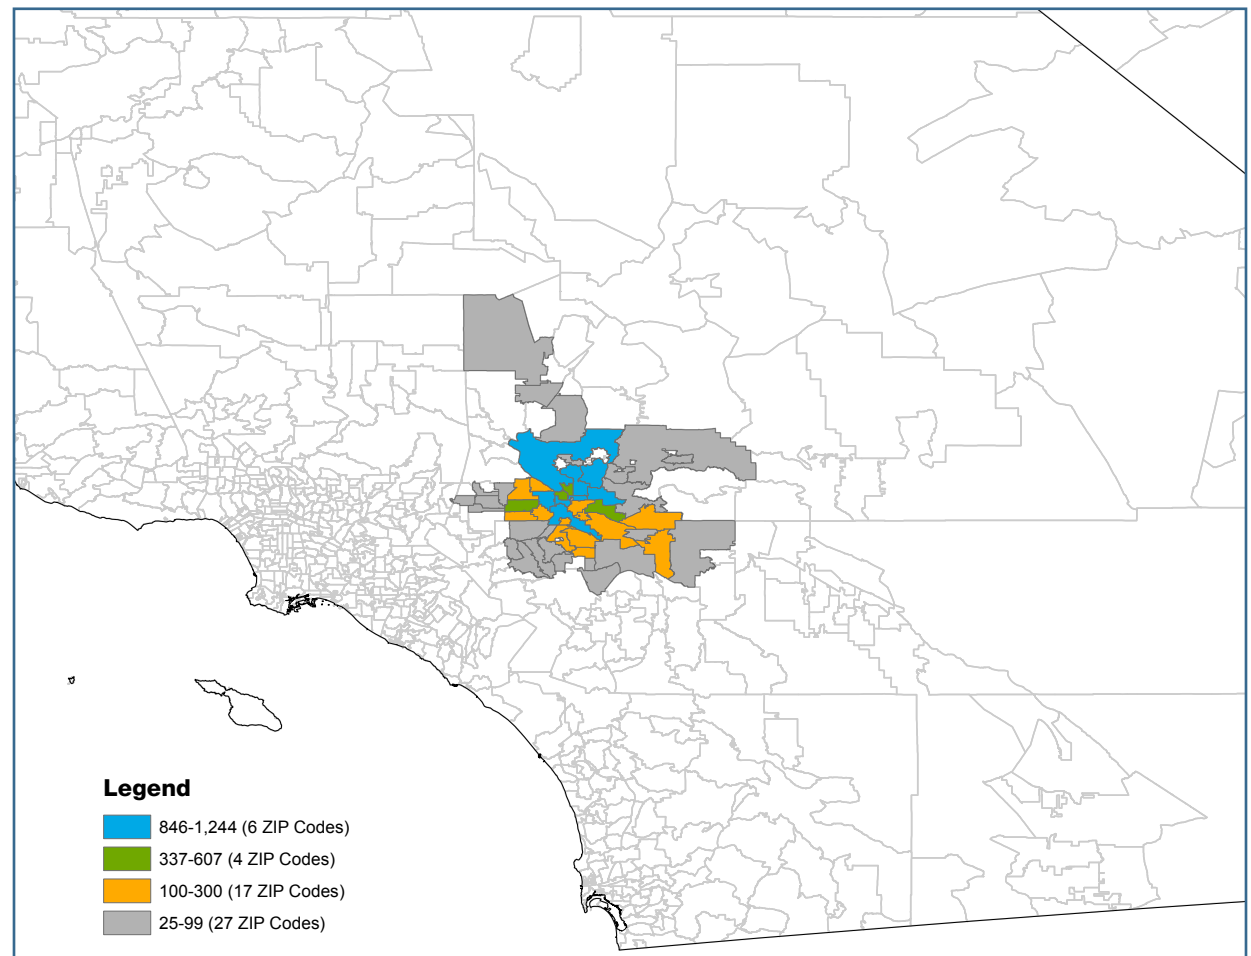 Legend
846-1,244 (6 ZIP Codes)
337-607 (4 ZIP Codes)
100-300 (17 ZIP Codes)
25-99 (27 ZIP Codes)